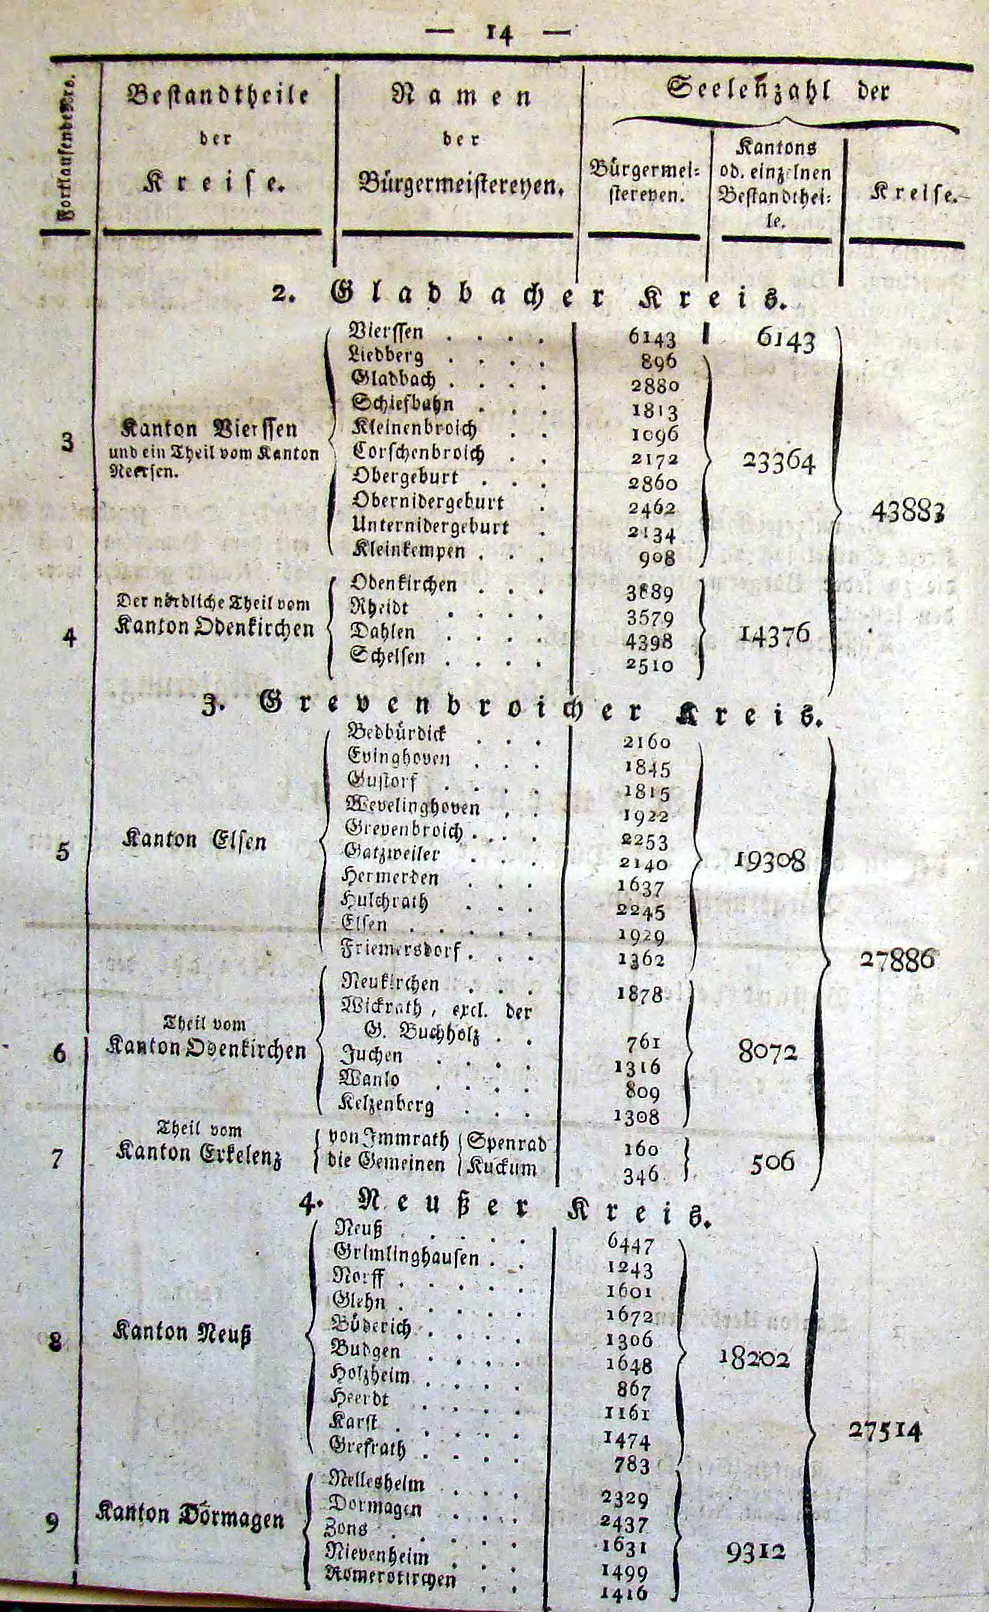 — 14 —
Fortlaufende Nro.
Bestandtheile
der
Kreise.
Namen
der
Bürgermeistereyen.
Seelenzahl der
Bürgermei=
stereyen.
Kantons
od. einzelnen
Bestandthei=
le.
Kreise.
2. Gladbacher Kreis.
Vierssen . . . . 6143 6143
Liedberg . . . . 896
Gladbach . . . . 2880
Schiefbahn . . . 1813
3 Kanton Vierssen Kleinenbroich . . 1096
und ein Theil vom Kanton Corschenbroich . . 2172 23364
Neersen. Obergeburt . . . 2860
Obernidergeburt . 2462 43883
Unternidergeburt . 2134
Kleinkempen . . . 908
Odenkirchen . . . 3889
Der nördliche Theil vom Rheidt . . . . 3579
4 Kanton Odenkirchen Dahlen . . . . 4398 14376
Schelsen . . . . 2510
3. Grevenbroicher Kreis.
Bedbürdick . . . 2160
Evinghoven . . . 1845
Gustorf . . . . 1815
Wevelinghoven . . 1922
Grevenbroich . . . 2253
5 Kanton Elsen Gatzweiler . . . 2140 19308
Hermerden . . . 1637
Hulchrath . . . 2245
Elsen . . . . . 1929
Friemersdorf . . . 1362 27886
Neukirchen . . . 1878
Wickrath, excl. der
Theil vom G. Buchholz . . 761
6 Kanton Odenkirchen Juchen . . . . 1316 8072
Wanlo . . . . 809
Kelzenberg . . . 1308
Theil vom von Immrath Spenrad 160
7 Kanton Erkelenz die Gemeinen Kuckum 346 506
4. Neußer Kreis.
Neuß . . . . . 6447
Grimlinghausen . . 1243
Norff . . . . . 1601
Glehn . . . . . 1672
8 Kanton Neuß Büderich . . . . 1306
Budgen . . . . 1648 18202
Holzheim . . . . 867
Heerdt . . . . 1161
Karst . . . . . 1474 27514
Grefrath . . . . 783
Nellesheim . . . . 2329
Dormagen . . . . 2437
9 Kanton Dormagen Zons . . . . . 1631 9312
Nievenheim . . . 1499
Romerskirchen . . 1416